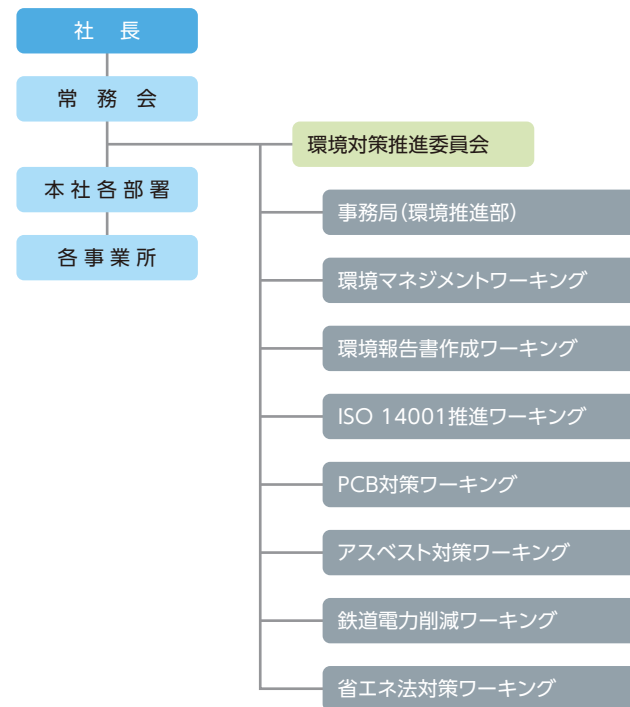 社 長
常 務 会
環境対策推進委員会
本社各部署
事務局(環境推進部)
各事業所
環境マネジメントワーキング
環境報告書作成ワーキング
ISO 14001推進ワーキング
PCB対策ワーキング
アスベスト対策ワーキング
鉄道電力削減ワーキング
省エネ法対策ワーキング